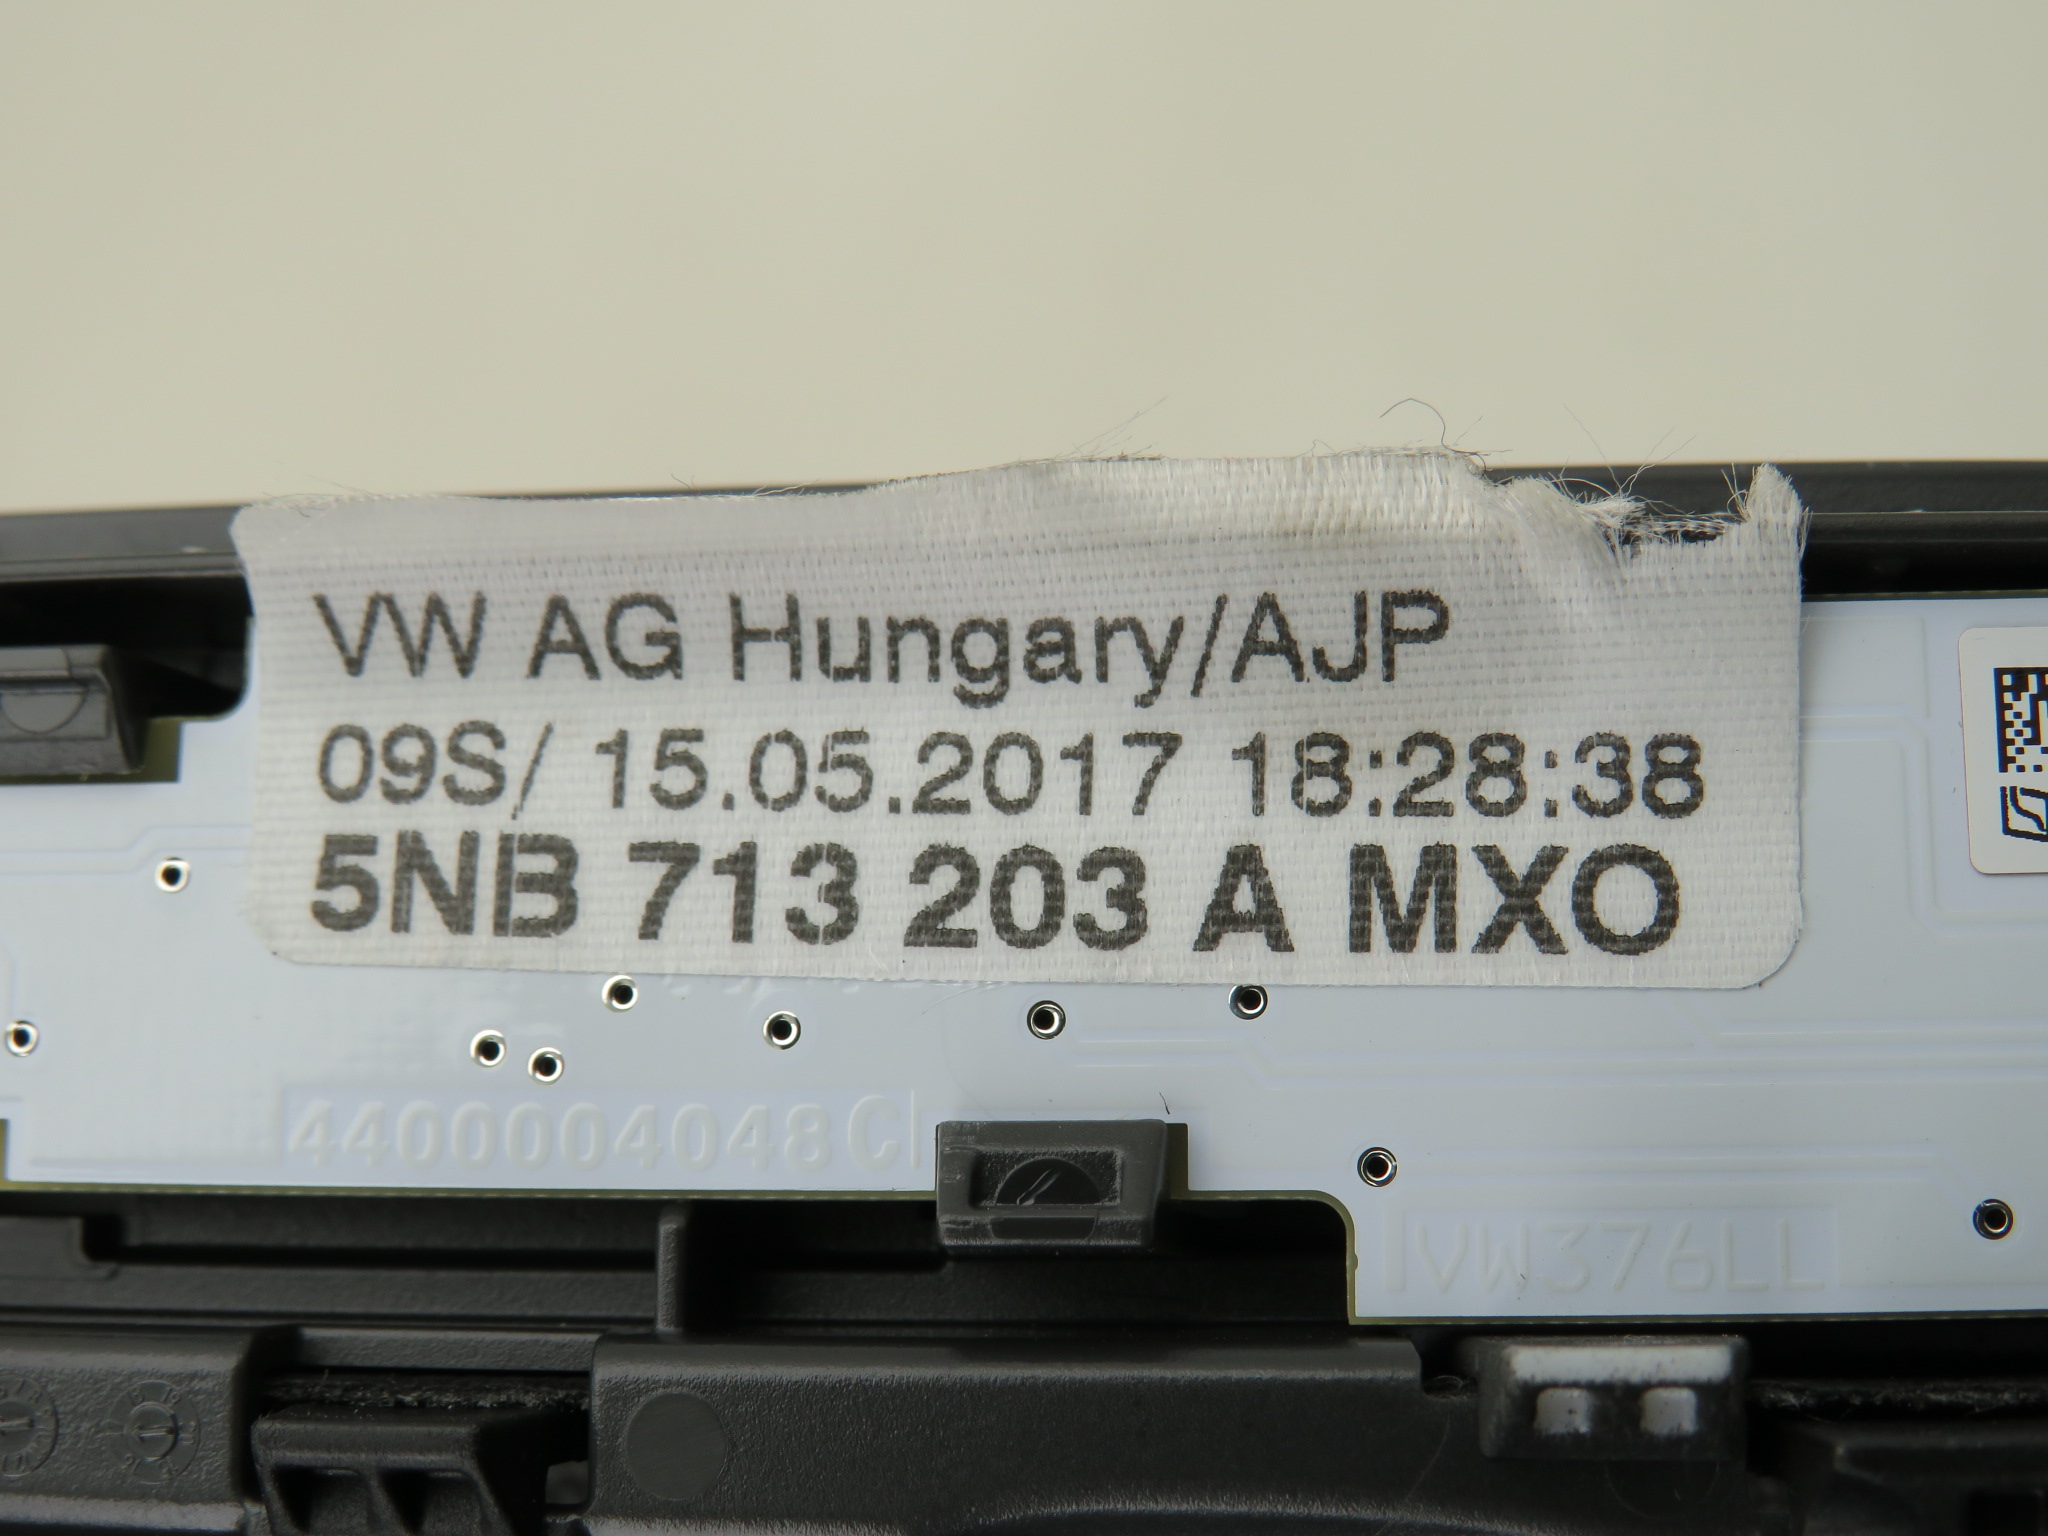 VW AG Hungary/AJP
09S/ 15.05.2017 18:28:38
5NB 713 203 A MXO
4400004048C
VW376LL